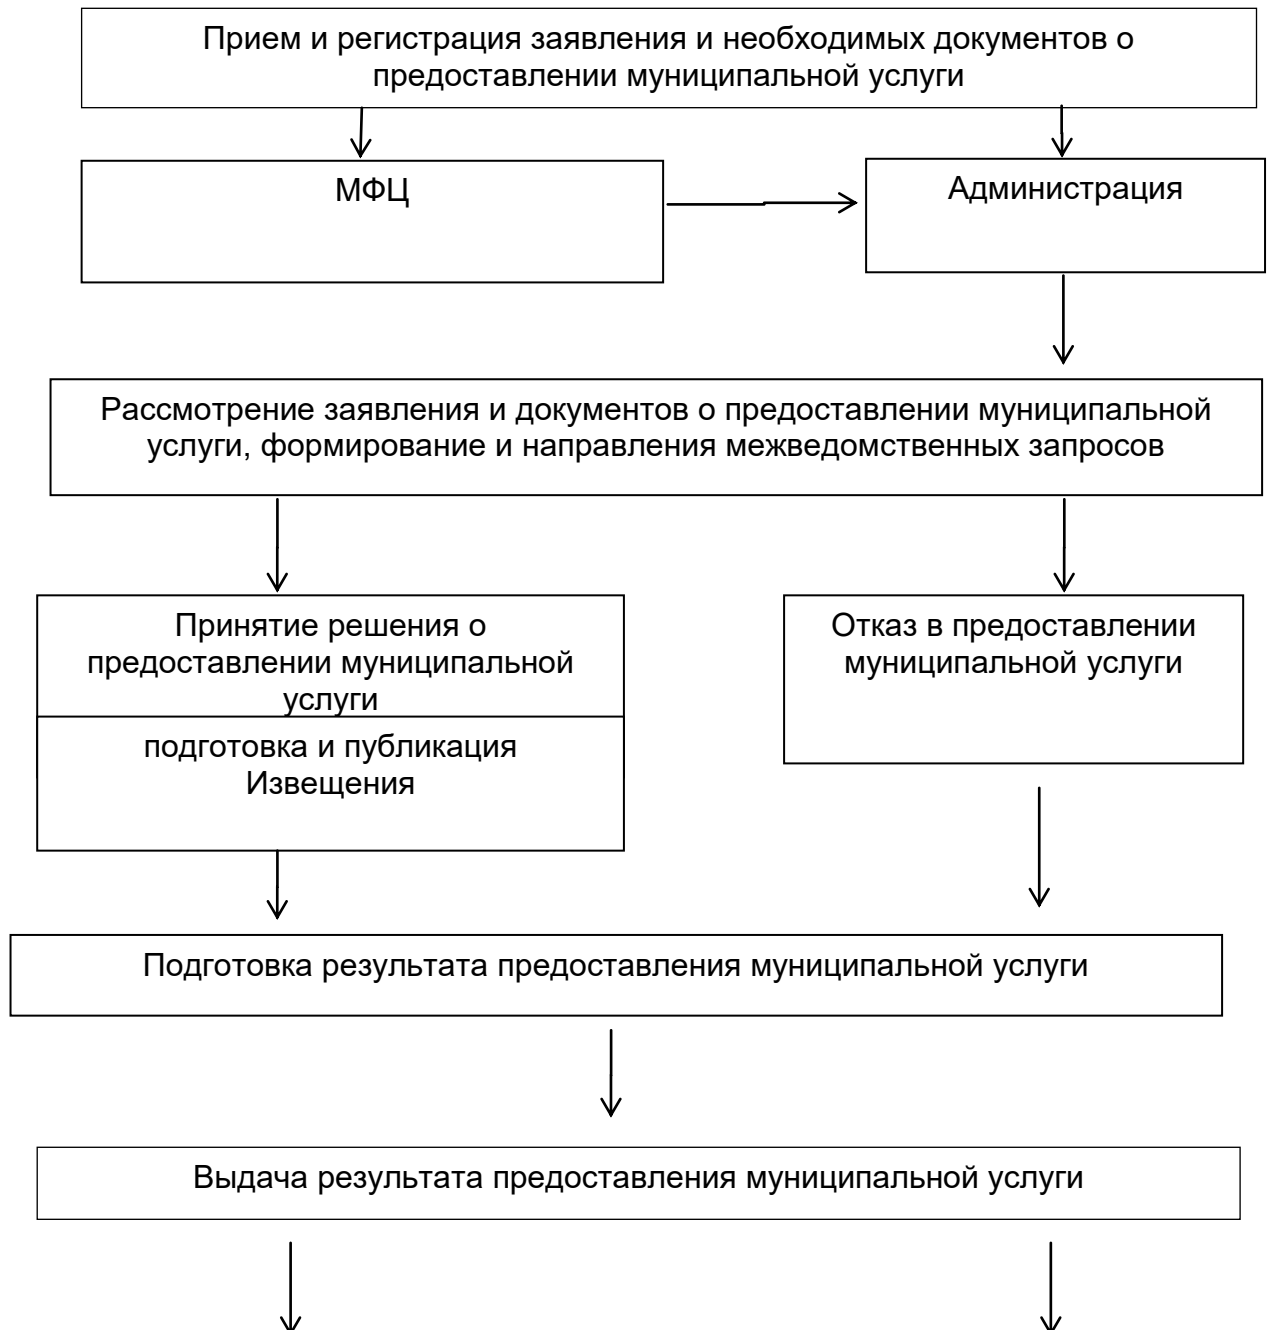 Прием и регистрация заявления и необходимых документов о
предоставлении муниципальной услуги
МФЦ
Администрация
Рассмотрение заявления и документов о предоставлении муниципальной
услуги, формирование и направления межведомственных запросов
Принятие решения о
предоставлении муниципальной
услуги
Отказ в предоставлении
муниципальной услуги
подготовка и публикация
Извещения
Подготовка результата предоставления муниципальной услуги
Выдача результата предоставления муниципальной услуги